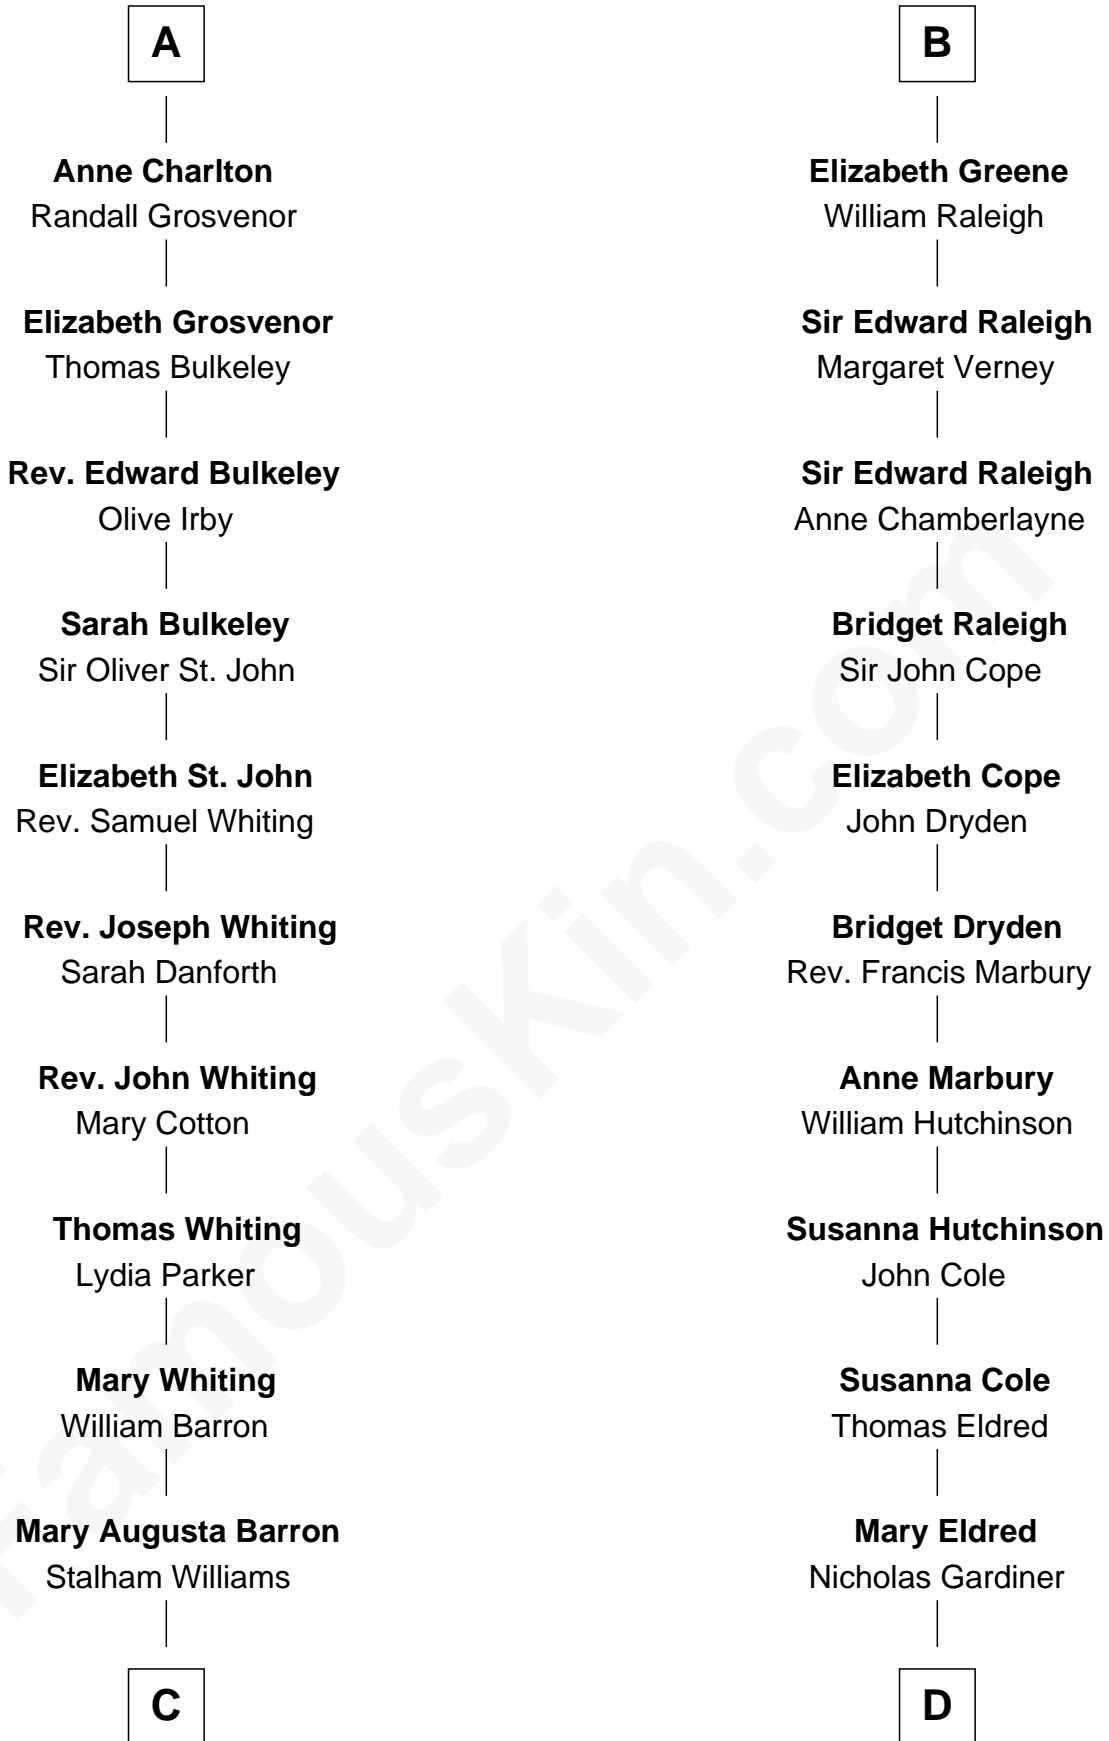 A
Anne Charlton
Randall Grosvenor
Elizabeth Grosvenor
Thomas Bulkeley
Rev. Edward Bulkeley
Olive Irby
Sarah Bulkeley
Sir Oliver St. John
Elizabeth St. John
Rev. Samuel Whiting
Rev. Joseph Whiting
Sarah Danforth
Rev. John Whiting
Mary Cotton
Thomas Whiting
Lydia Parker
Mary Whiting
William Barron
Mary Augusta Barron
Stalham Williams
C
B
Elizabeth Greene
William Raleigh
Sir Edward Raleigh
Margaret Verney
Sir Edward Raleigh
Anne Chamberlayne
Bridget Raleigh
Sir John Cope
Elizabeth Cope
John Dryden
Bridget Dryden
Rev. Francis Marbury
Anne Marbury
William Hutchinson
Susanna Hutchinson
John Cole
Susanna Cole
Thomas Eldred
Mary Eldred
Nicholas Gardiner
D
FamousKin.com